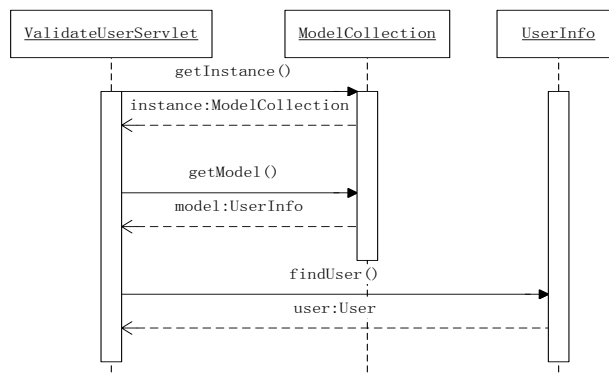 ValidateUserServlet
ModelCollection
UserInfo
getInstance()
instance:ModelCollection
getModel()
model:UserInfo
findUser()
user:User